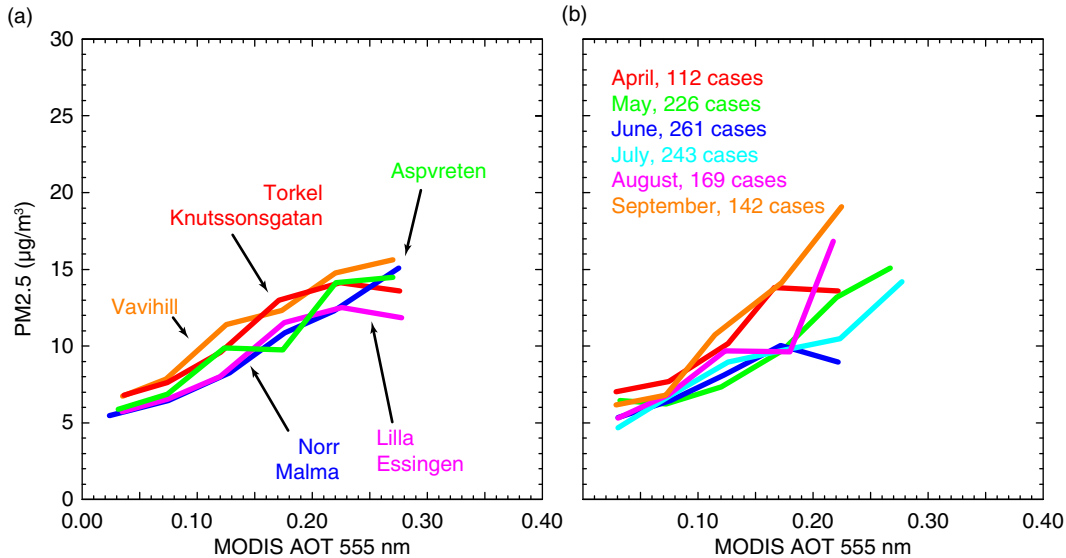 (a)
30
25
20
15
10
5
0
PM2.5 (µg/m³)
Aspvreten
Torkel
Knutssonsgatan
Vavihill
Norr
Malma
Lilla
Essingen
0.00 0.10 0.20 0.30 0.40
MODIS AOT 555 nm
(b)
April, 112 cases
May, 226 cases
June, 261 cases
July, 243 cases
August, 169 cases
September, 142 cases
0.10 0.20 0.30 0.40
MODIS AOT 555 nm